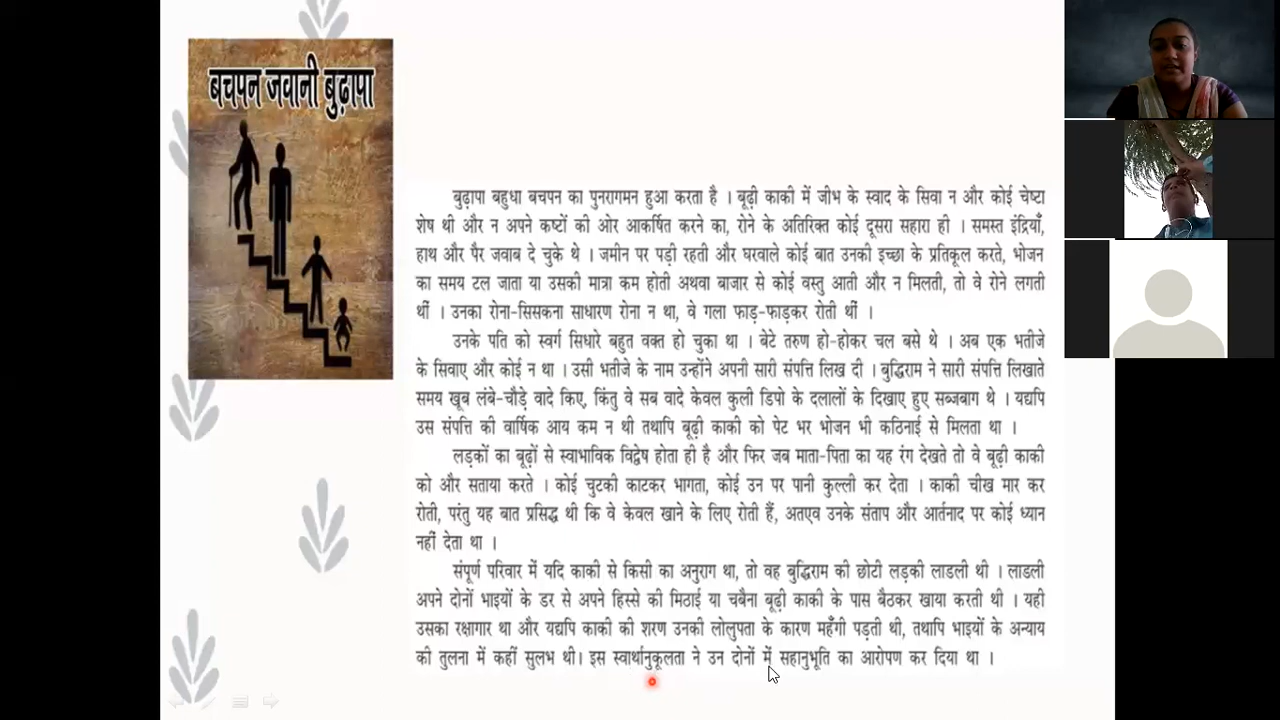 बचपन जवानी बुढ़ापा
बुढ़ापा बहुधा बचपन का पुनरागमन हुआ करता है । बूढ़ी काकी में जीभ के स्वाद के सिवा न और कोई चेष्टा
शेष थी और न अपने कष्टों की ओर आकर्षित करने का, रोने के अतिरिक्त कोई दूसरा सहारा ही । समस्त इंद्रियाँ,
हाथ और पैर जवाब दे चुके थे । जमीन पर पड़ी रहती और घरवाले कोई बात उनकी इच्छा के प्रतिकूल करते, भोजन
का समय टल जाता या उसकी मात्रा कम होती अथवा बाजार से कोई वस्तु आती और न मिलती, तो वे रोने लगती
थीं । उनका रोना-सिसकना साधारण रोना न था, वे गला फाड़-फाड़कर रोती थीं ।
उनके पति को स्वर्ग सिधारे बहुत वक्त हो चुका था । बेटे तरुण हो-होकर चल बसे थे । अब एक भतीजे
के सिवाए और कोई न था । उसी भतीजे के नाम उन्होंने अपनी सारी संपत्ति लिख दी । बुद्धिराम ने सारी संपत्ति लिखाते
समय खूब लंबे-चौड़े वादे किए, किंतु वे सब वादे केवल कुली डिपो के दलालों के दिखाए हुए सब्जबाग थे । यद्यपि
उस संपत्ति की वार्षिक आय कम न थी तथापि बूढ़ी काकी को पेट भर भोजन भी कठिनाई से मिलता था ।
लड़कों का बूढ़ों से स्वाभाविक विद्वेष होता ही है और फिर जब माता-पिता का यह रंग देखते तो वे बूढ़ी काकी
को और सताया करते । कोई चुटकी काटकर भागता, कोई उन पर पानी कुल्ली कर देता । काकी चीख मार कर
रोती, परंतु यह बात प्रसिद्ध थी कि वे केवल खाने के लिए रोती हैं, अतएव उनके संताप और आर्तनाद पर कोई ध्यान
नहीं देता था ।
संपूर्ण परिवार में यदि काकी से किसी का अनुराग था, तो वह बुद्धिराम की छोटी लड़की लाडली थी । लाडली
अपने दोनों भाइयों के डर से अपने हिस्से की मिठाई या चबैना बूढ़ी काकी के पास बैठकर खाया करती थी । यही
उसका रक्षागार था और यद्यपि काकी की शरण उनकी लोलुपता के कारण महँगी पड़ती थी, तथापि भाइयों के अन्याय
की तुलना में कहीं सुलभ थी। इस स्वार्थानुकूलता ने उन दोनों में सहानुभूति का आरोपण कर दिया था ।